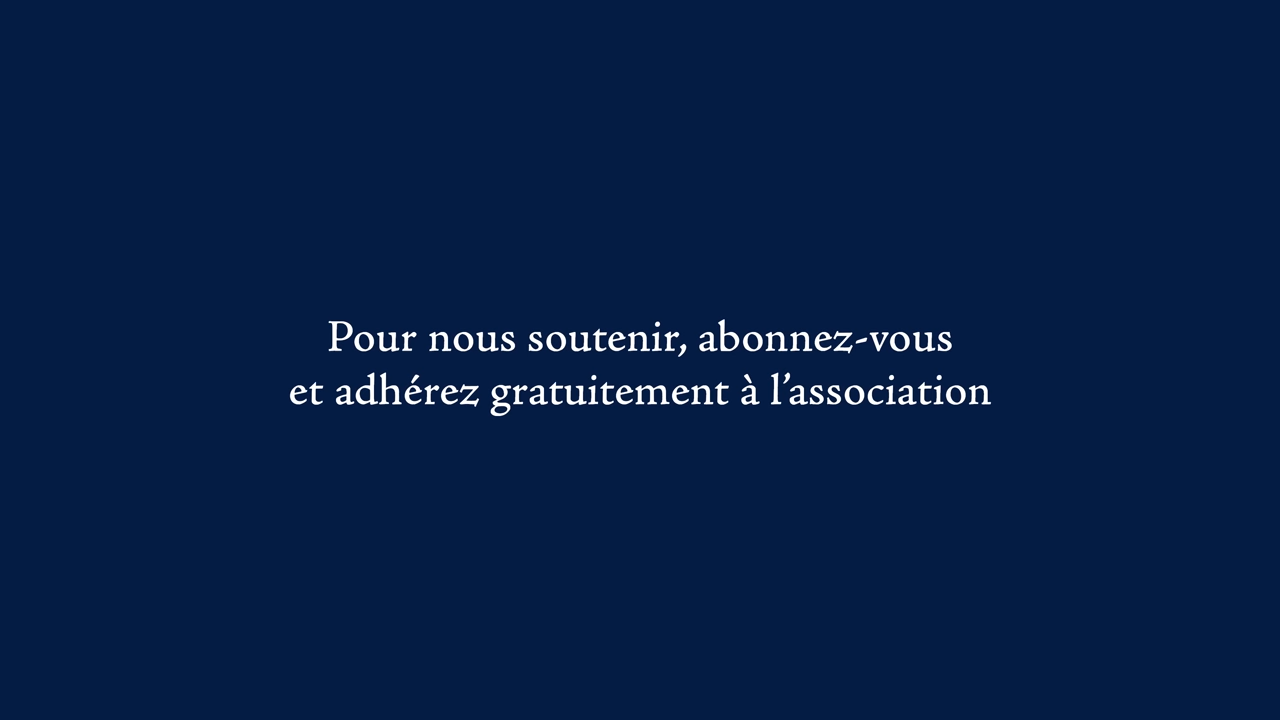 Pour nous soutenir, abonnez-vous
et adhérez gratuitement à l’association